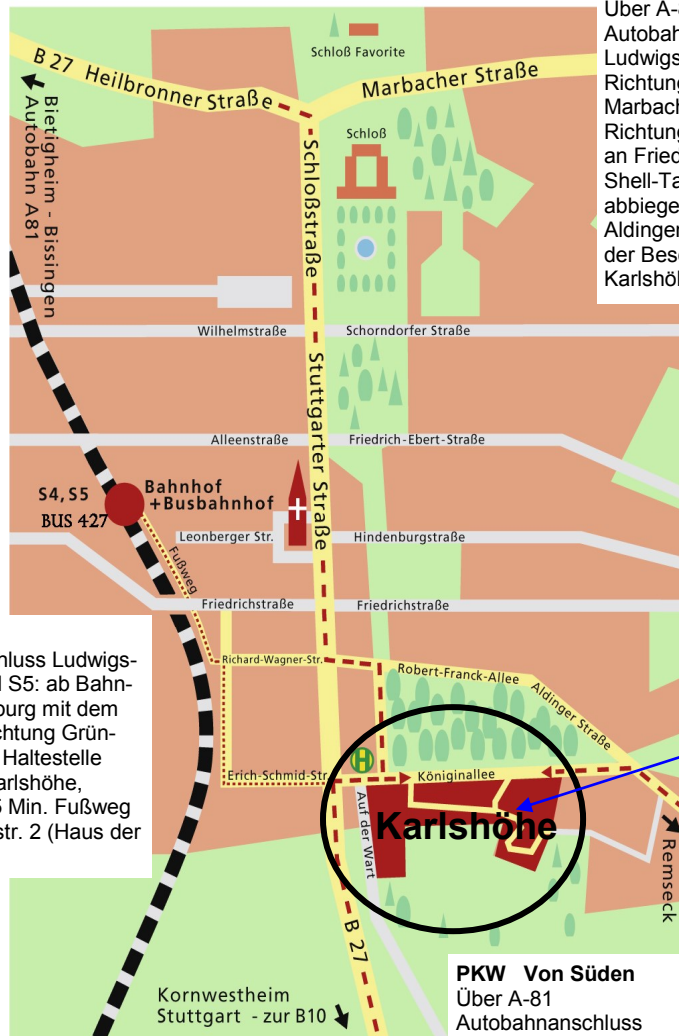 Über A-8
Autobah
Ludwigs
Richtung
Marbach
Richtung
an Fried
Shell-Ta
abbiege
Aldinger
der Besc
Karlshöh
Schloß Favorite
B 27 Heilbronner Straße
Marbacher Straße
Bietigheim - Bissingen
Autobahn A81
Schloß
Schloßstraße
Wilhelmstraße
Schorndorfer Straße
Stuttgarter Straße
Alleenstraße
Friedrich-Ebert-Straße
S4, S5
BUS 427
Bahnhof
+Busbahnhof
Leonberger Str.
Hindenburgstraße
Fußweg
Friedrichstraße
Friedrichstraße
hluss Ludwigs-
d S5: ab Bahn-
burg mit dem
chtung Grün-
Haltestelle
arlshöhe,
5 Min. Fußweg
str. 2 (Haus der
Richard-Wagner-Str.
Robert-Franck-Allee
Aldinger Straße
H
Erich-Schmid-Str.
Königinallee
Auf der Wart
Karlshöhe
Remseck
B 27
Kornwestheim
Stuttgart - zur B10
PKW Von Süden
Über A-81
Autobahnanschluss